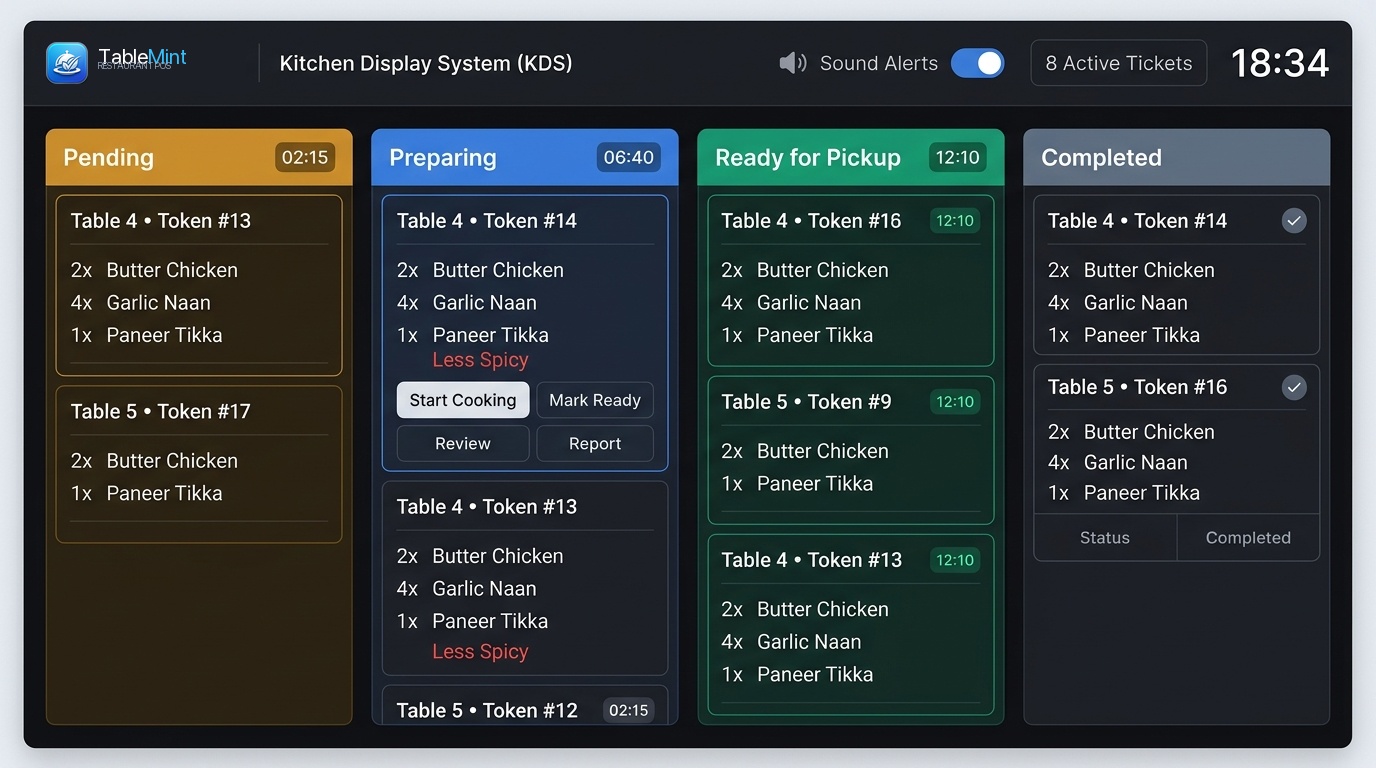 TableMint
RESTAURANT POS
Kitchen Display System (KDS)
Sound Alerts
8 Active Tickets
18:34
Pending
02:15
Table 4 • Token #13
2x Butter Chicken
4x Garlic Naan
1x Paneer Tikka
Table 5 • Token #17
2x Butter Chicken
1x Paneer Tikka
Preparing
06:40
Table 4 • Token #14
2x Butter Chicken
4x Garlic Naan
1x Paneer Tikka
Less Spicy
Start Cooking
Mark Ready
Review
Report
Table 4 • Token #13
2x Butter Chicken
4x Garlic Naan
1x Paneer Tikka
Less Spicy
Table 5 • Token #12
02:15
Ready for Pickup
12:10
Table 4 • Token #16
12:10
2x Butter Chicken
4x Garlic Naan
1x Paneer Tikka
Table 5 • Token #9
12:10
2x Butter Chicken
1x Paneer Tikka
Table 4 • Token #13
12:10
2x Butter Chicken
4x Garlic Naan
1x Paneer Tikka
Completed
Table 4 • Token #14
2x Butter Chicken
4x Garlic Naan
1x Paneer Tikka
Table 5 • Token #16
2x Butter Chicken
4x Garlic Naan
1x Paneer Tikka
Status
Completed